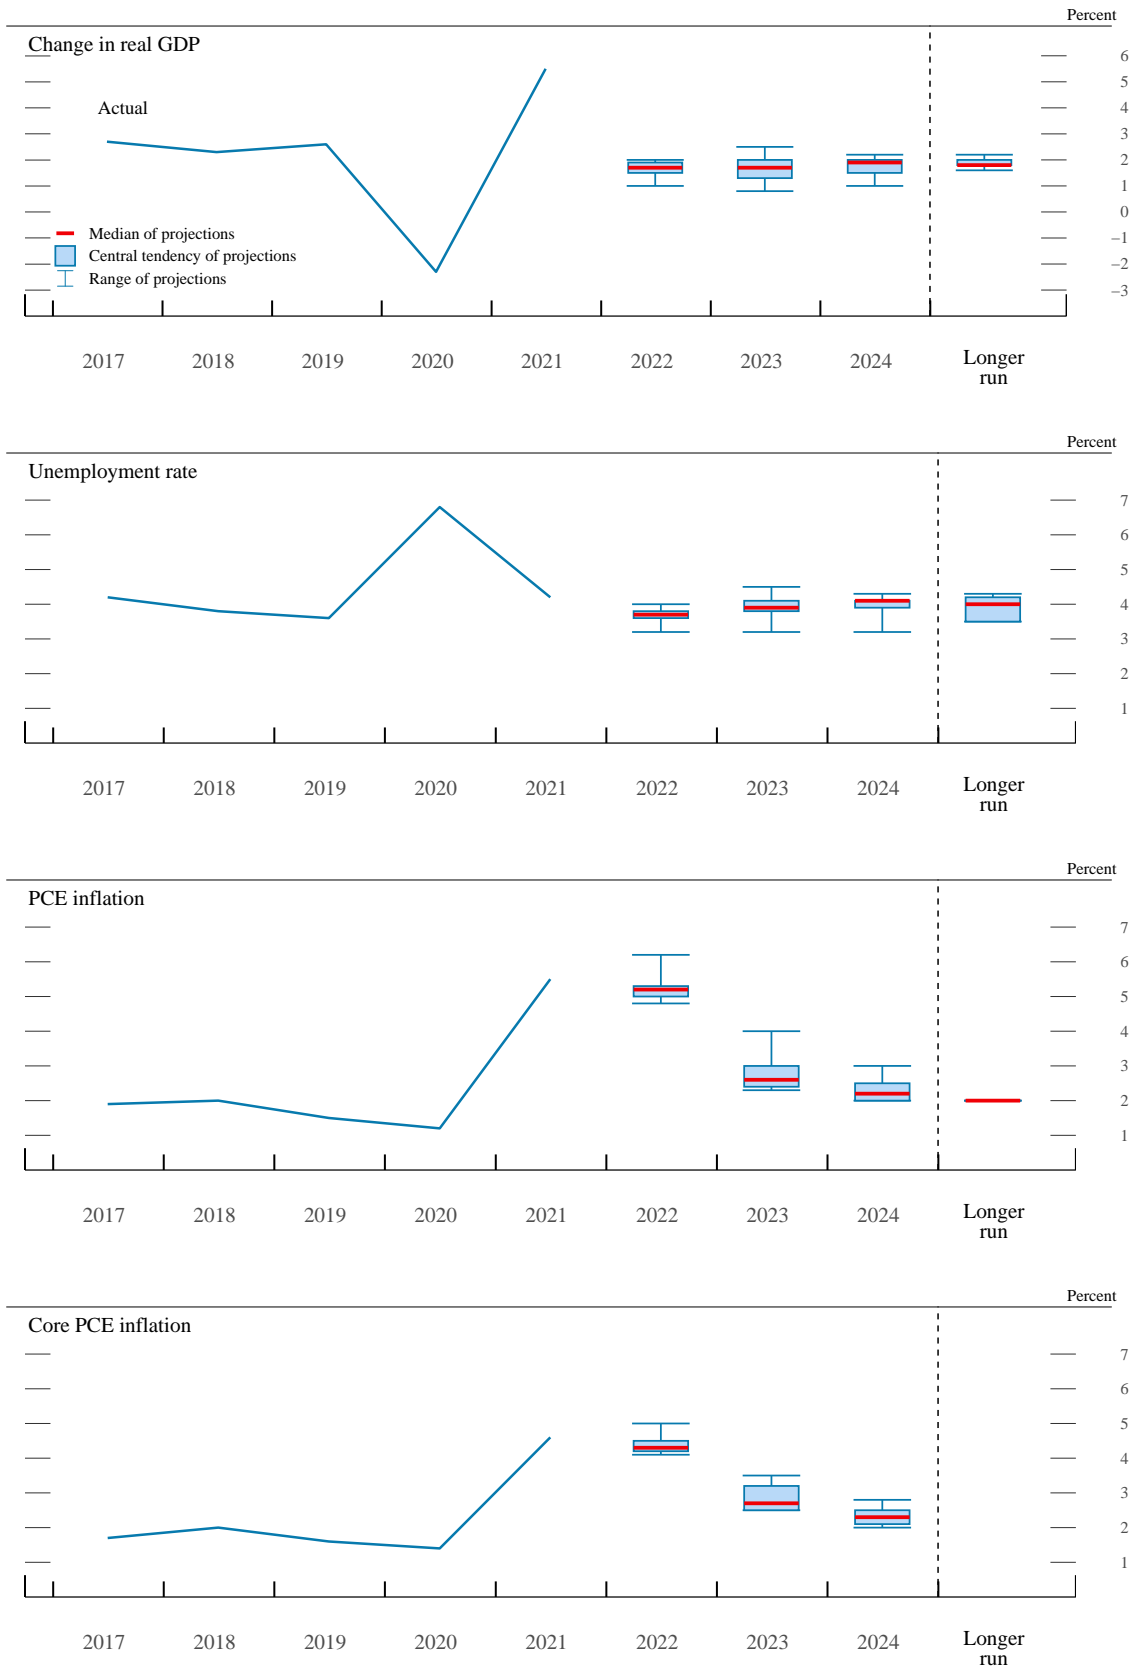 Percent
Change in real GDP
6
5
Actual
4
3
2
1
0
Median of projections
−1
Central tendency of projections
−2
Range of projections
−3
2017 2018 2019 2020 2021 2022 2023 2024 Longer
run
Percent
Unemployment rate
7
6
5
4
3
2
1
2017 2018 2019 2020 2021 2022 2023 2024 Longer
run
Percent
PCE inflation
7
6
5
4
3
2
1
2017 2018 2019 2020 2021 2022 2023 2024 Longer
run
Percent
Core PCE inflation
7
6
5
4
3
2
1
2017 2018 2019 2020 2021 2022 2023 2024 Longer
run